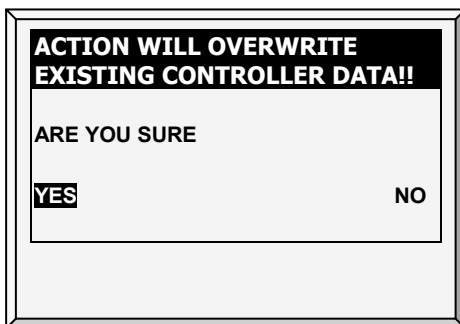 ACTION WILL OVERWRITE
EXISTING CONTROLLER DATA!!
ARE YOU SURE
YES NO